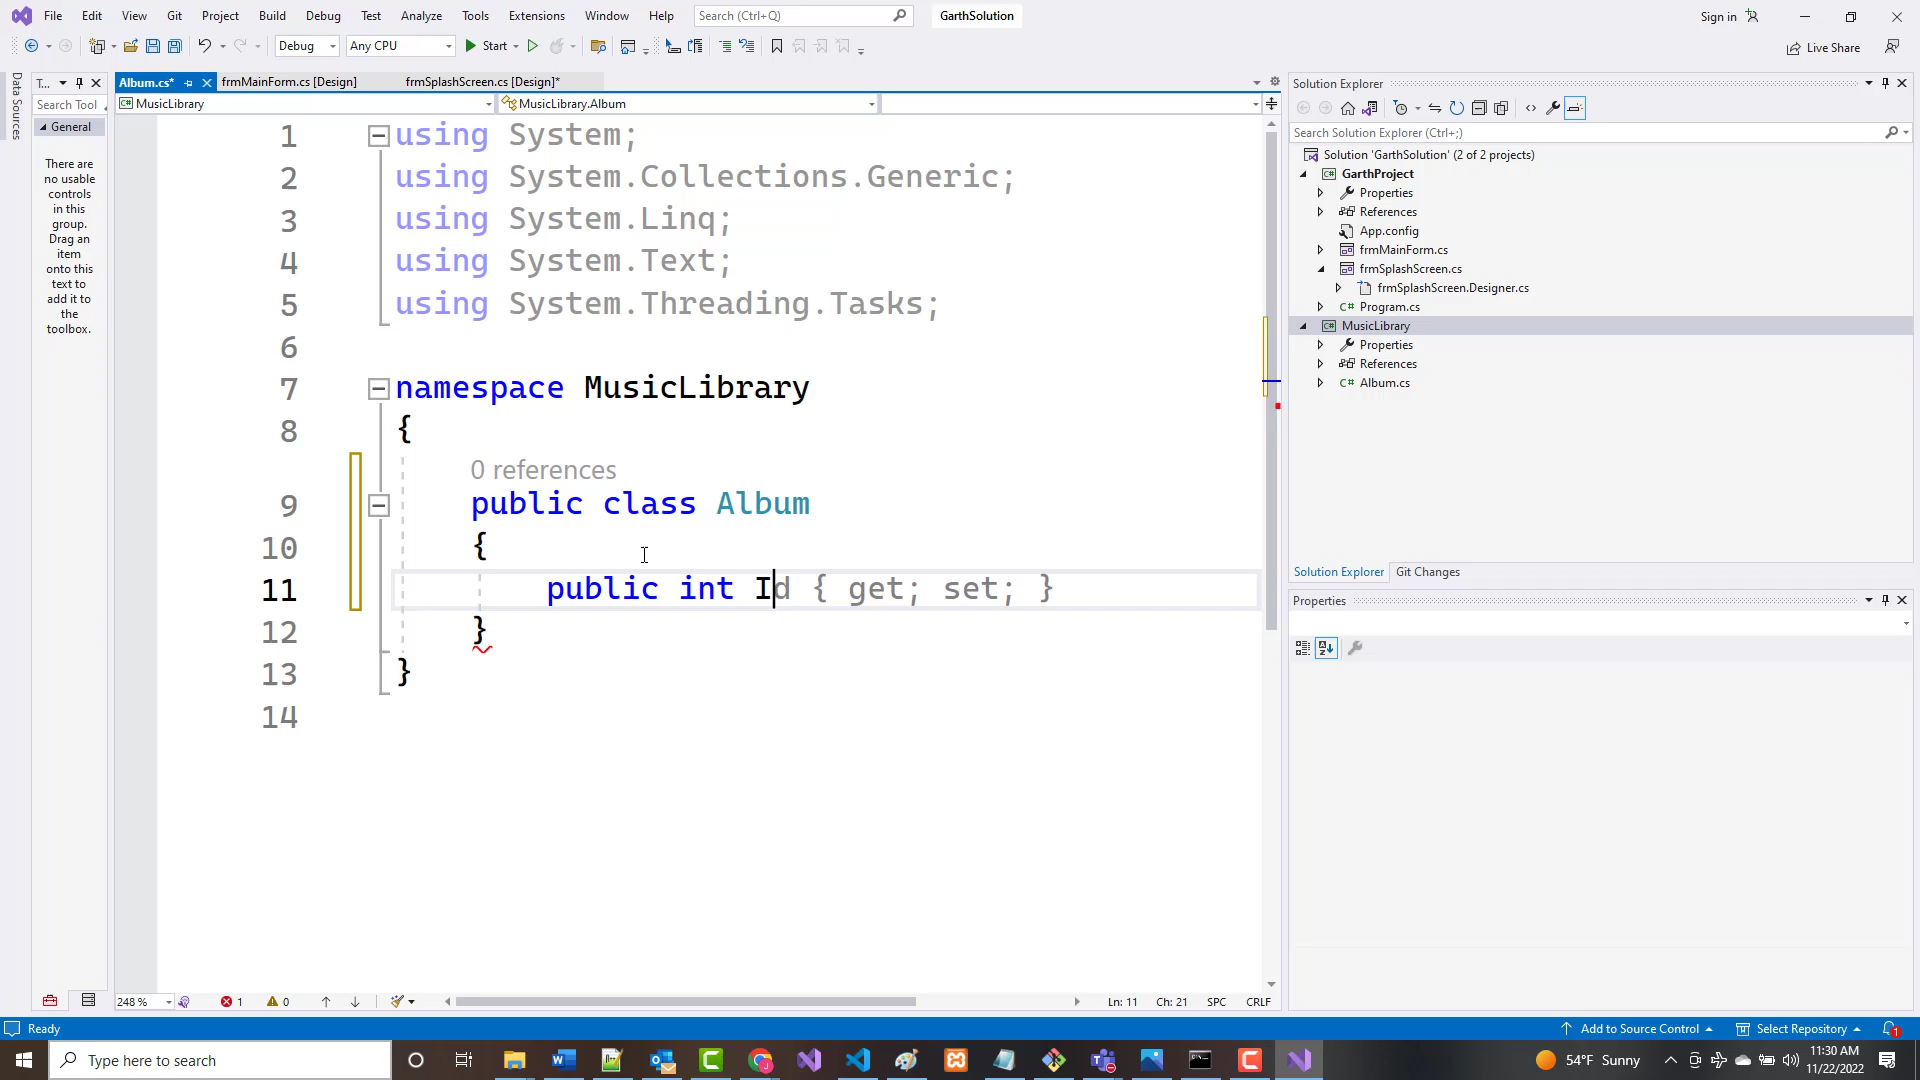 File Edit View Git Project Build Debug Test Analyze Tools Extensions Window Help Search (Ctrl+Q) GarthSolution Sign in
Debug Any CPU Start Live Share
Data Sources
T...
Search Tool
General
There are
no usable
controls
in this
group.
Drag an
item
onto this
text to
add it to
the
toolbox.
Album.cs* frmMainForm.cs [Design] frmSplashScreen.cs [Design]*
MusicLibrary MusicLibrary.Album
1 using System;
2 using System.Collections.Generic;
3 using System.Linq;
4 using System.Text;
5 using System.Threading.Tasks;
6
7 namespace MusicLibrary
8 {
0 references
9 public class Album
10 {
11 public int Id { get; set; }
12 }
13 }
14
248 % 1 0 Ln: 11 Ch: 21 SPC CRLF
Solution Explorer
Search Solution Explorer (Ctrl+;)
Solution 'GarthSolution' (2 of 2 projects)
GarthProject
Properties
References
App.config
frmMainForm.cs
frmSplashScreen.cs
frmSplashScreen.Designer.cs
C# Program.cs
MusicLibrary
Properties
References
C# Album.cs
Solution Explorer Git Changes
Properties
Ready Add to Source Control Select Repository 1
Type here to search
54°F Sunny
11:30 AM
11/22/2022